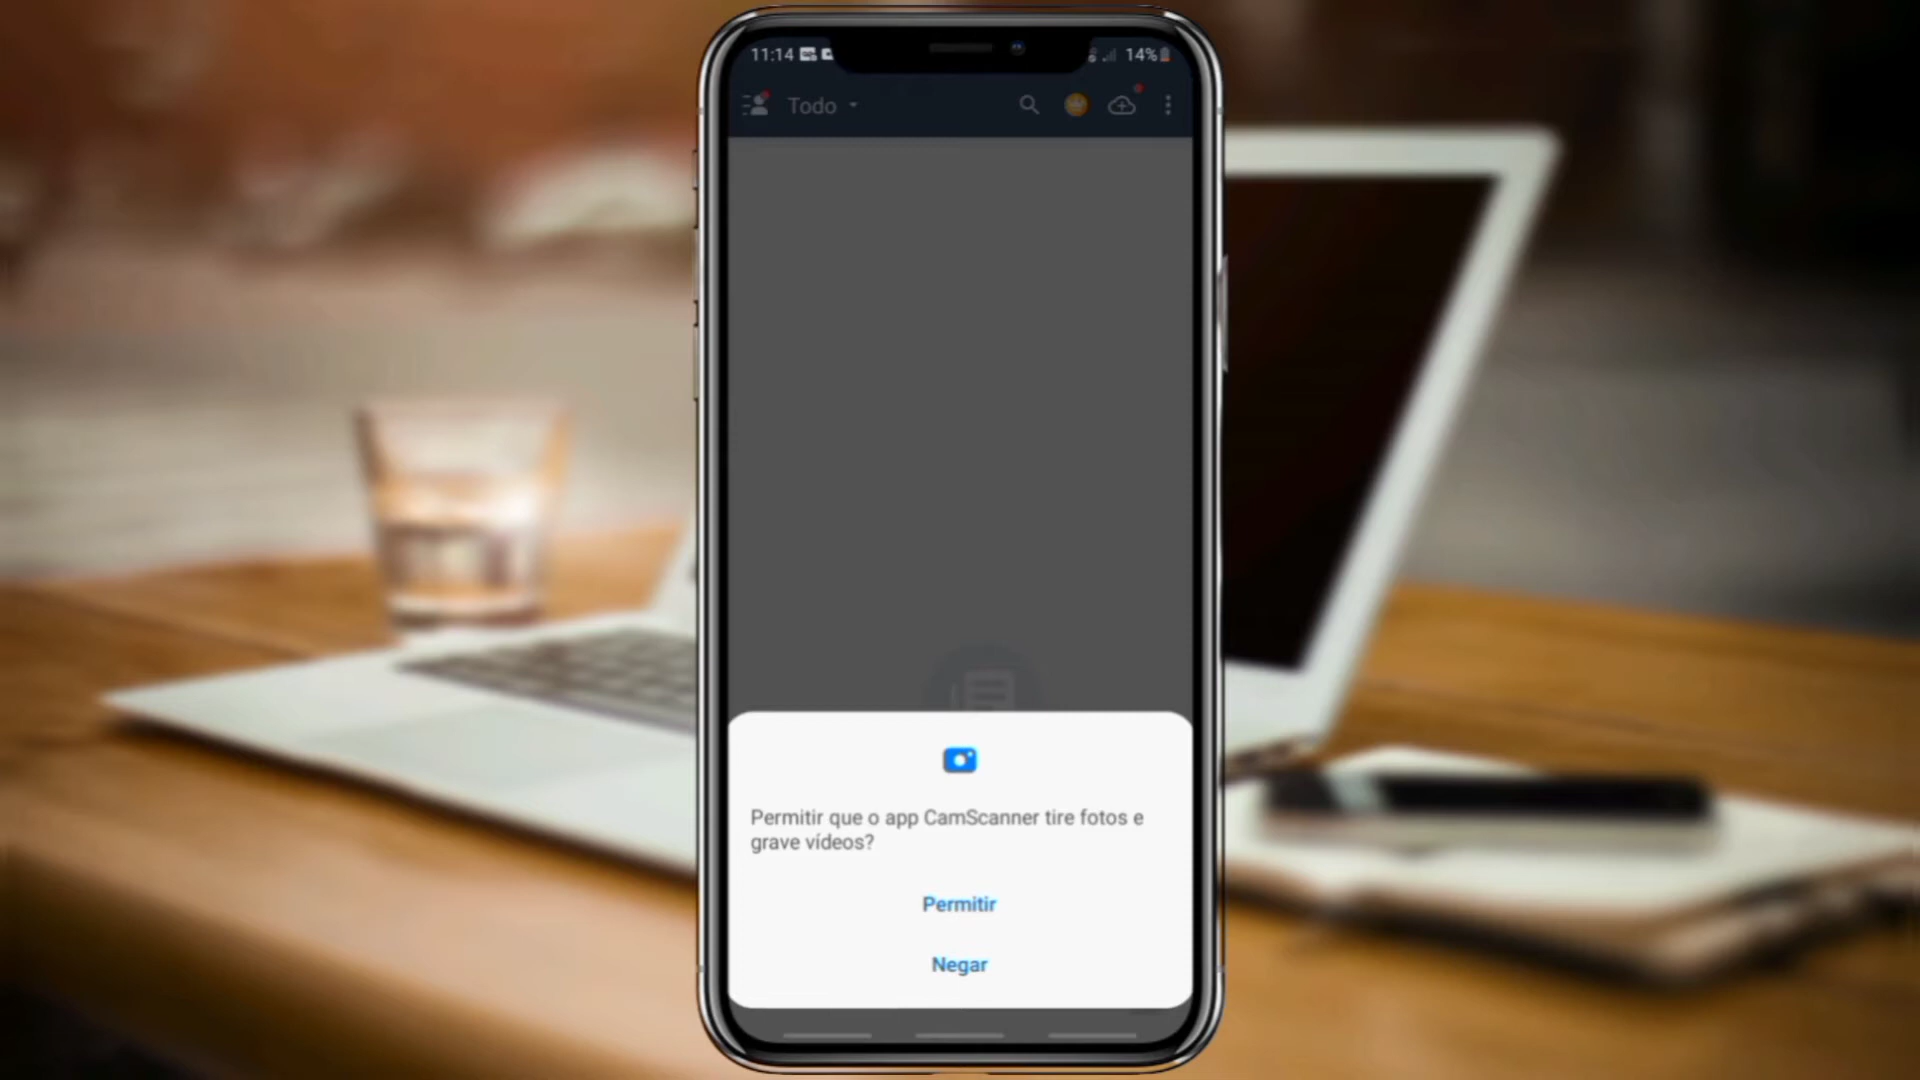 11:14
14%
Todo
Permitir que o app CamScanner tire fotos e
grave vídeos?
Permitir
Negar